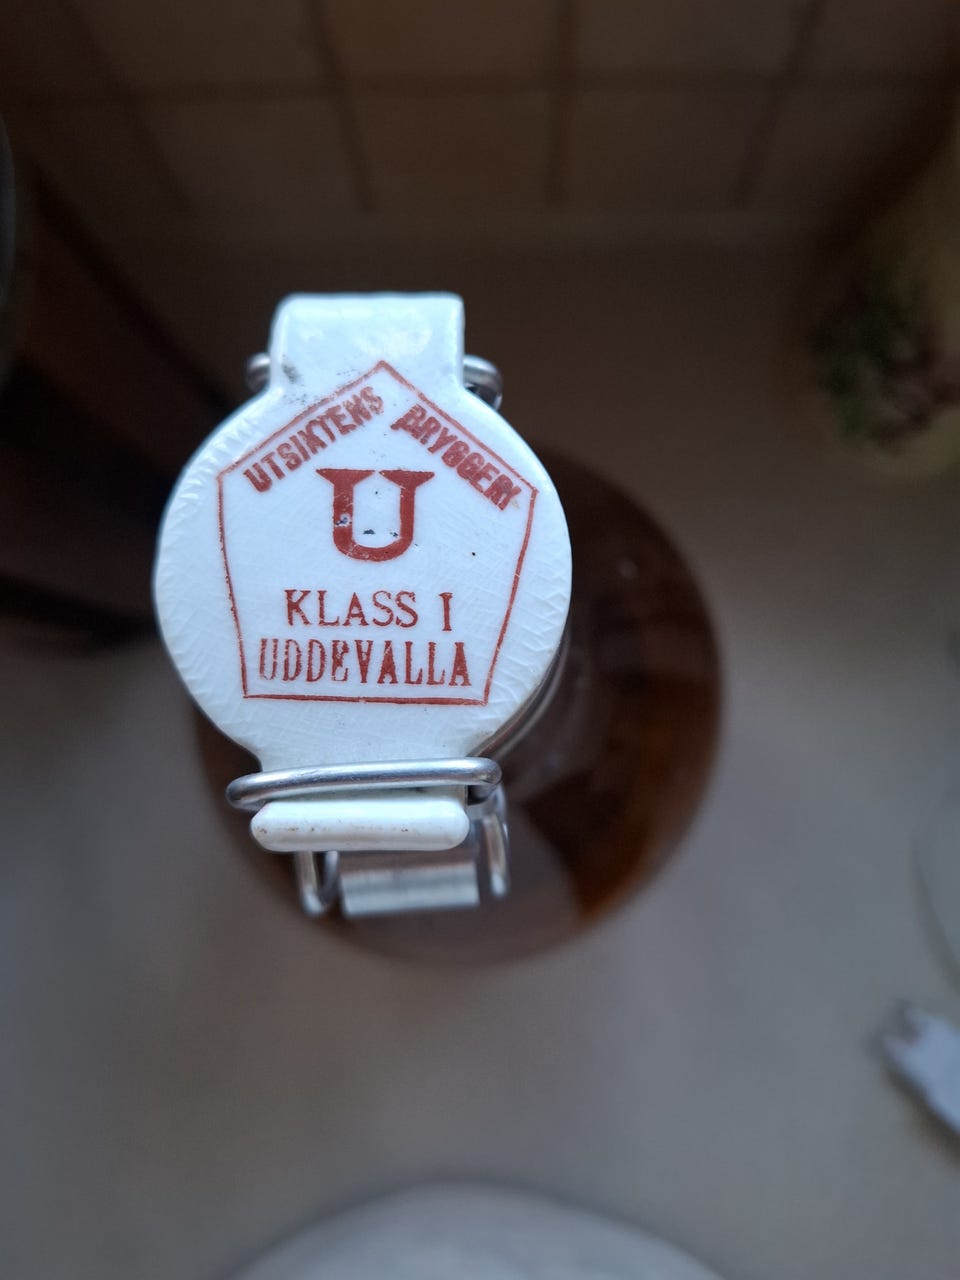 UTSIKTENS BRYGGERI
U
KLASS I
UDDEVALLA